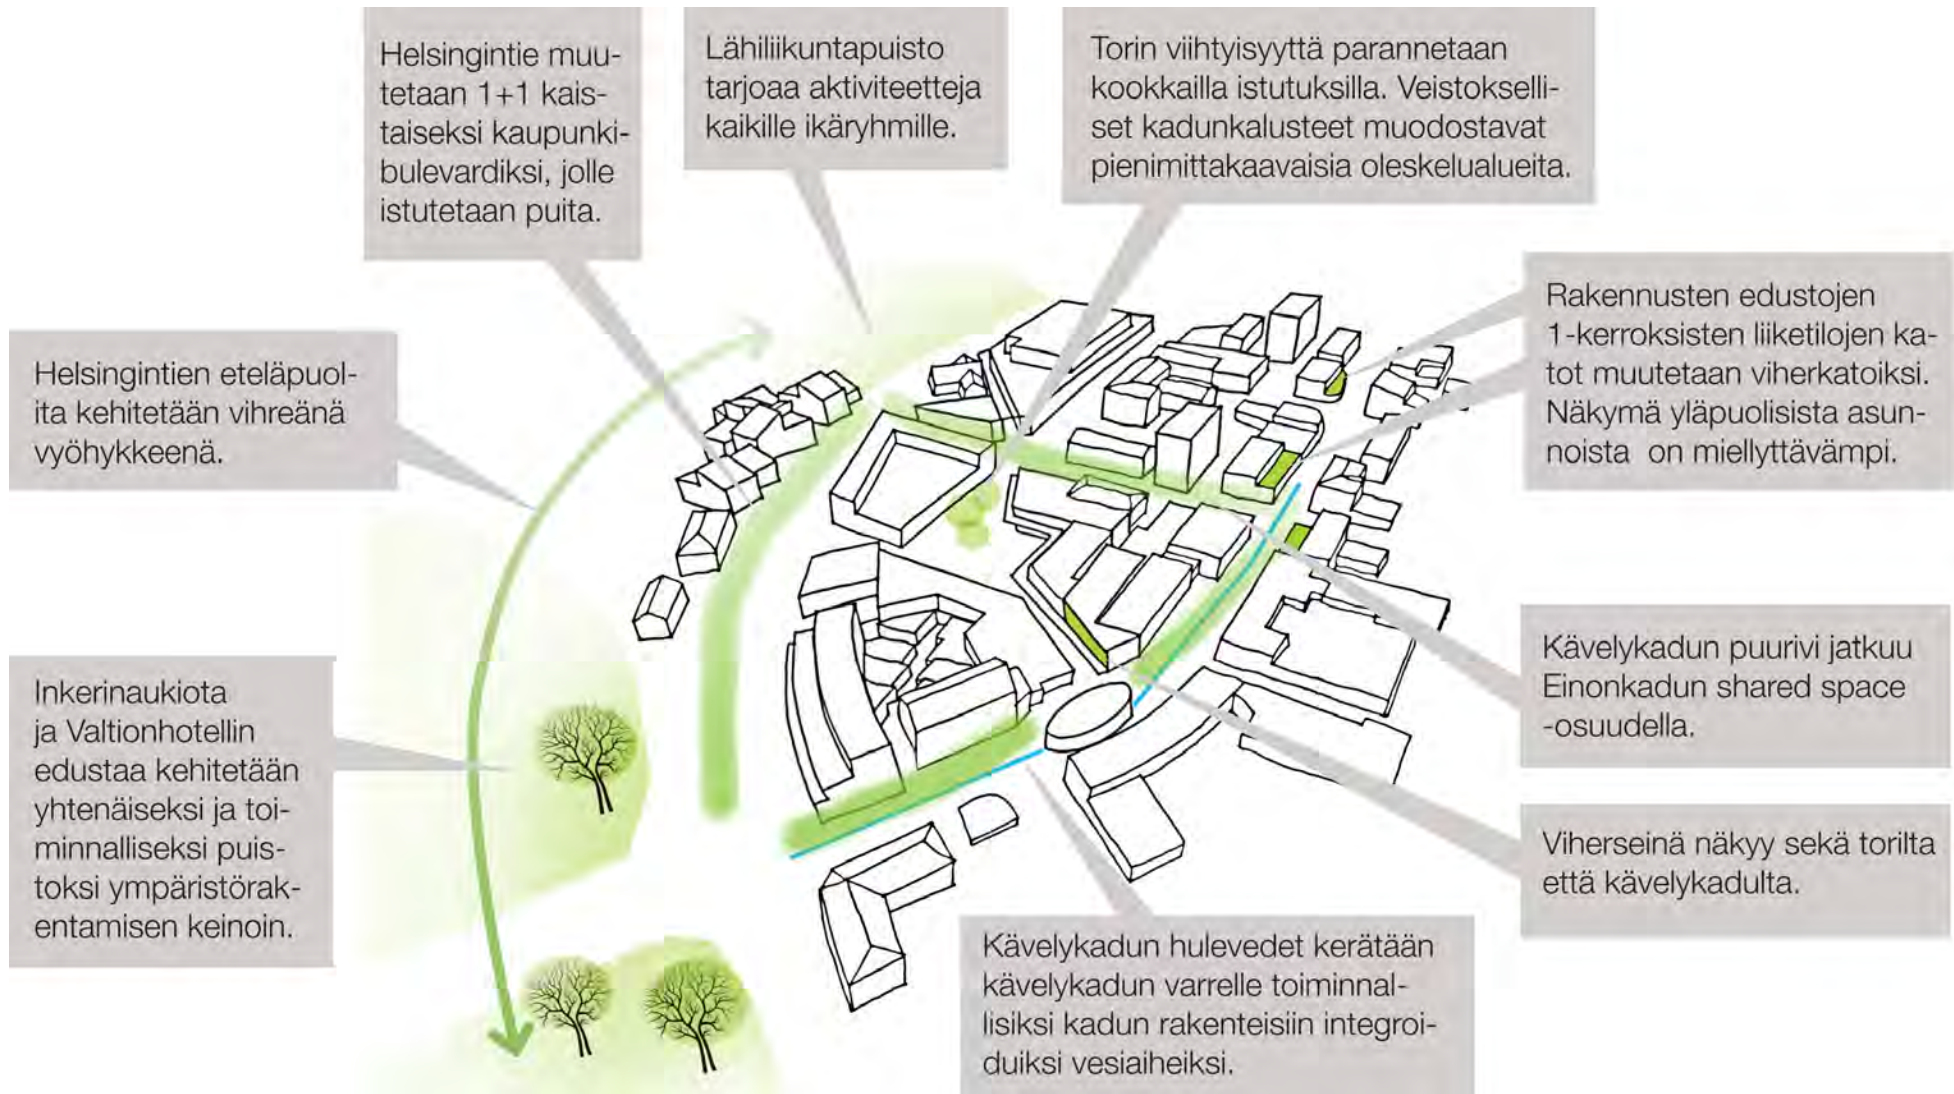 Helsingintie muu-
tetaan 1+1 kais-
taiseksi kaupunki-
bulevardiksi, jolle
istutetaan puita.
Lähiliikuntapuisto
tarjoaa aktiviteetteja
kaikille ikäryhmille.
Torin viihtyisyyttä parannetaan
kookkailla istutuksilla. Veistokselli-
set kadunkalusteet muodostavat
pienimittakaavaisia oleskelualueita.
Rakennusten edustojen
1-kerroksisten liiketilojen ka-
tot muutetaan viherkatoiksi.
Näkymä yläpuolisista asun-
noista on miellyttävämpi.
Helsingintien eteläpuol-
ita kehitetään vihreänä
vyöhykkeenä.
Inkerinaukiota
ja Valtionhotellin
edustaa kehitetään
yhtenäiseksi ja toi-
minnalliseksi puis-
toksi ympäristörak-
entamisen keinoin.
Kävelykadun puurivi jatkuu
Einonkadun shared space
-osuudella.
Viherseinä näkyy sekä torilta
että kävelykadulta.
Kävelykadun hulevedet kerätään
kävelykadun varrelle toiminnal-
lisiksi kadun rakenteisiin integroi-
duiksi vesiaiheiksi.